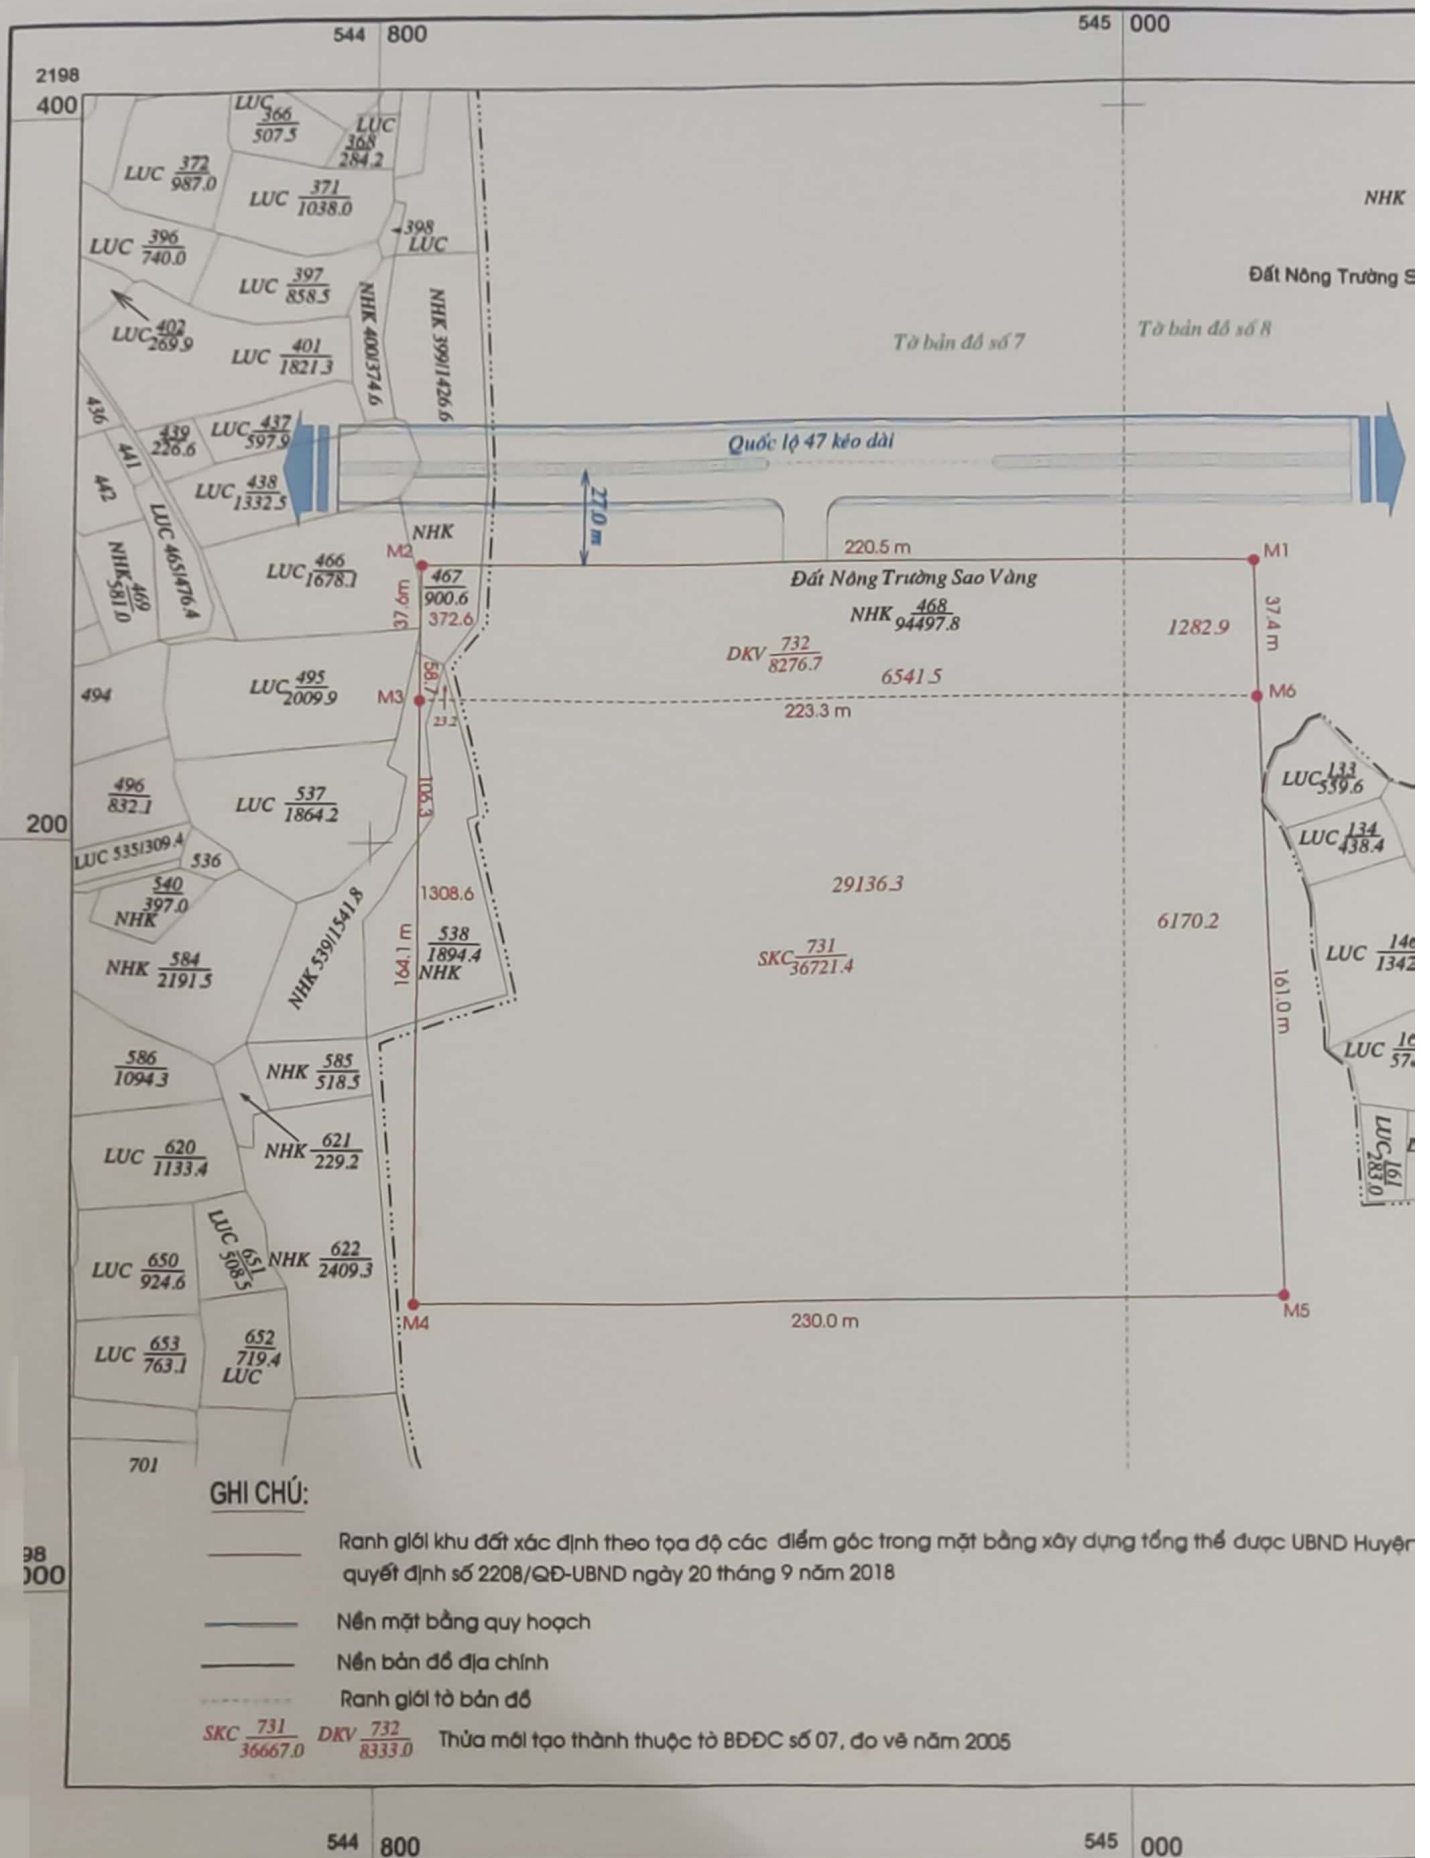 544 800
545 000
2198
400
LUC 366
507.5
LUC 368
284.2
LUC 372
987.0
LUC 371
1038.0
NHK
398
LUC
LUC 396
740.0
Đất Nông Trường S
LUC 397
858.5
NHK 400/374.6
NHK 399/1426.6
LUC 402
269.9
LUC 401
1821.3
Tờ bản đồ số 7
Tờ bản đồ số 8
436
439
226.6
LUC 437
597.9
Quốc lộ 47 kéo dài
441
442
LUC 438
1332.5
27.0 m
LUC 465/476.4
NHK
M2
220.5 m
M1
NHK 469
581.0
LUC 466
1678.1
467
900.6
Đất Nông Trường Sao Vàng
37.6m
372.6
NHK 468
94497.8
1282.9
37.4 m
DKV 732
8276.7
6541.5
494
LUC 495
2009.9
M3
58.7
23.2
223.3 m
M6
496
832.1
LUC 537
1864.2
106.3
LUC 133
559.6
200
LUC 134
438.4
LUC 535/309.4
536
540
397.0
NHK
1308.6
29136.3
6170.2
NHK 539/1541.8
164.1 m
538
1894.4
NHK
SKC 731
36721.4
LUC 146
1342
NHK 584
2191.5
161.0 m
586
1094.3
NHK 585
518.5
LUC 16
57.
LUC 620
1133.4
NHK 621
229.2
LUC 161
283.0
LUC 650
924.6
LUC 651
508.5
NHK 622
2409.3
M4
230.0 m
M5
LUC 653
763.1
652
719.4
LUC
701
GHI CHÚ:
Ranh giới khu đất xác định theo tọa độ các điểm góc trong mặt bằng xây dựng tổng thể được UBND Huyện
quyết định số 2208/QĐ-UBND ngày 20 tháng 9 năm 2018
98
000
Nền mặt bằng quy hoạch
Nền bản đồ địa chính
Ranh giới tờ bản đồ
SKC 731
36667.0
DKV 732
8333.0
Thửa mới tạo thành thuộc tờ BĐĐC số 07, đo vẽ năm 2005
544 800
545 000